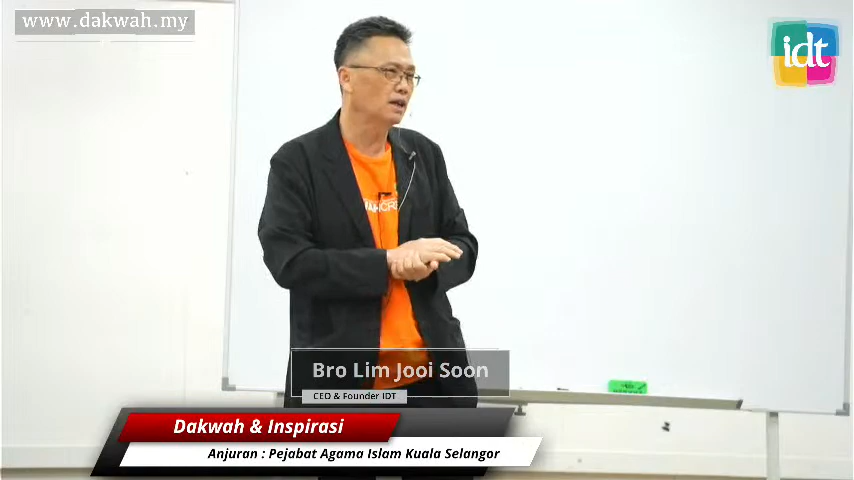 www.dakwah.my
idt
Bro Lim Jooi Soon
CEO & Founder IDT
Dakwah & Inspirasi
Anjuran : Pejabat Agama Islam Kuala Selangor